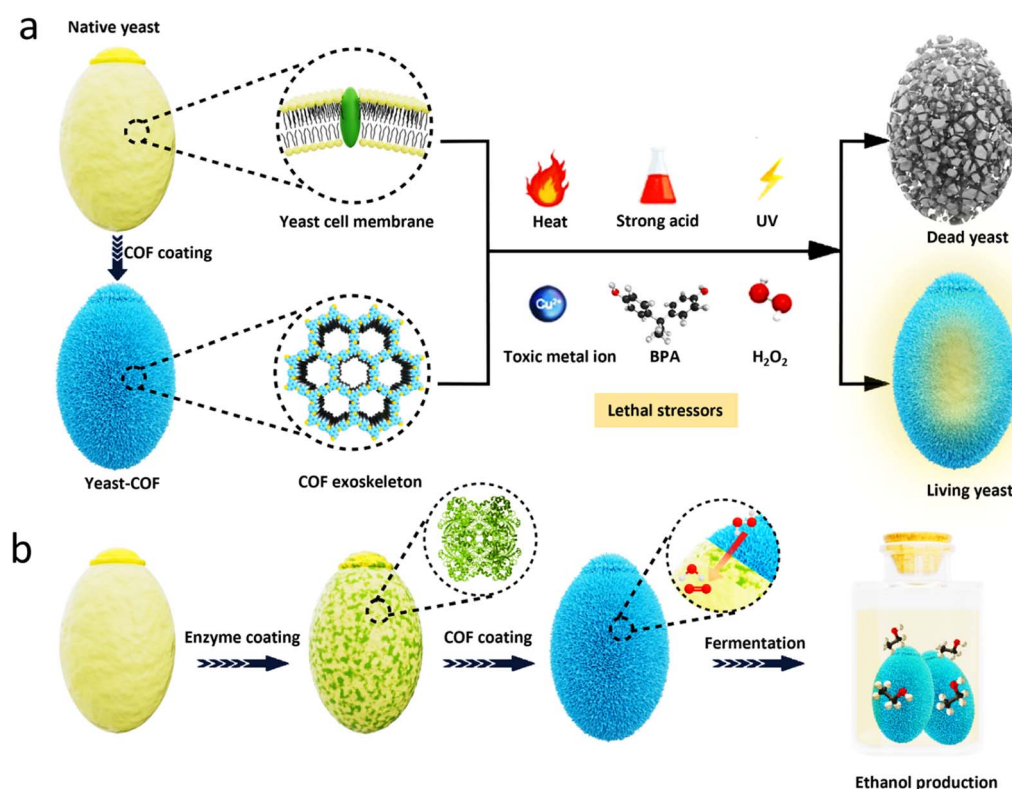 a
Native yeast
Yeast cell membrane
COF coating
Yeast-COF
COF exoskeleton
Heat
Strong acid
UV
Cu²⁺
Toxic metal ion
BPA
H₂O₂
Lethal stressors
Dead yeast
Living yeast
b
Enzyme coating
COF coating
Fermentation
Ethanol production